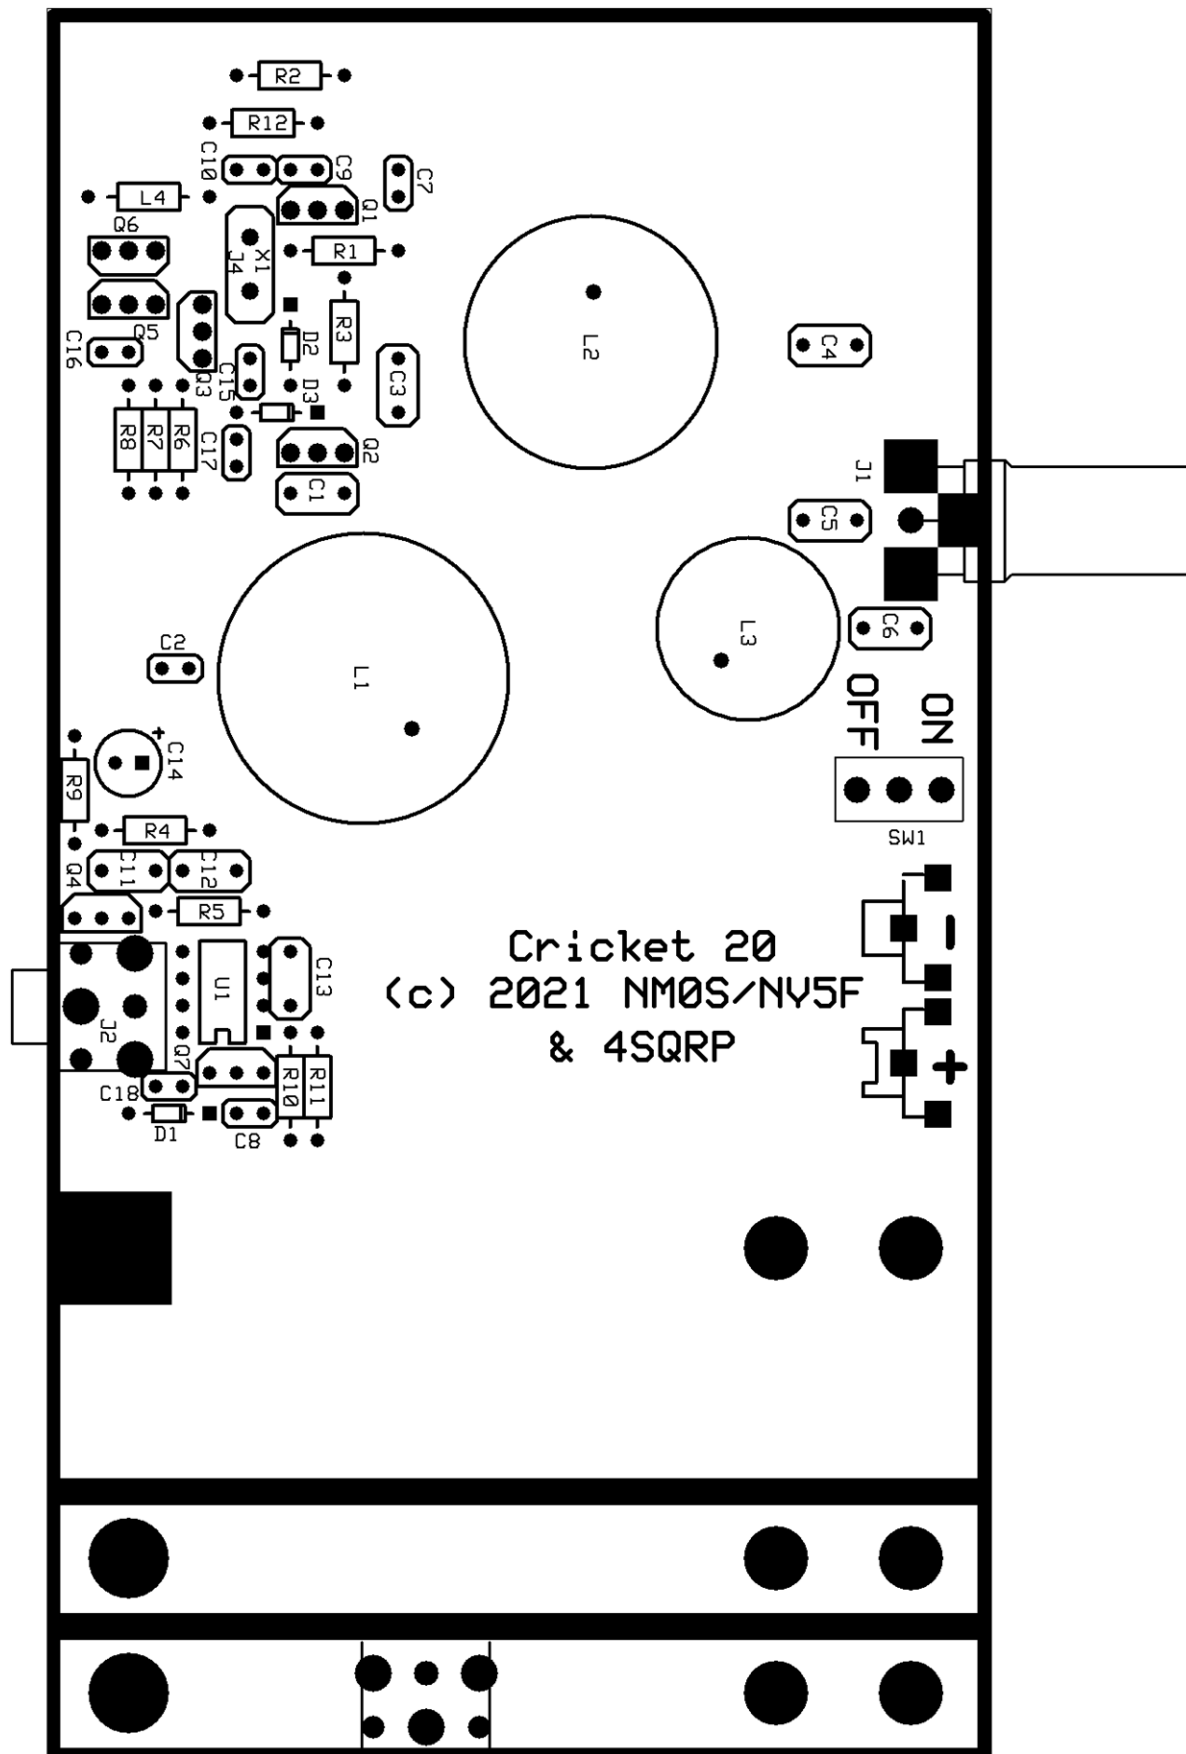 R2
R12
C10
C9
C7
L4
Q1
Q6
X1
J4
R1
Q5
C16
Q3
C15
D2
R3
D3
C3
L2
C4
R8
R7
R6
C17
Q2
C1
J1
C5
C6
C2
L1
L3
OFF
ON
+
C14
R9
R4
SW1
Q4
C11
C12
R5
U1
C13
J2
Cricket 20
(c) 2021 NM0S/NV5F
& 4SQRP
-
+
Q7
C18
D1
C8
R10
R11